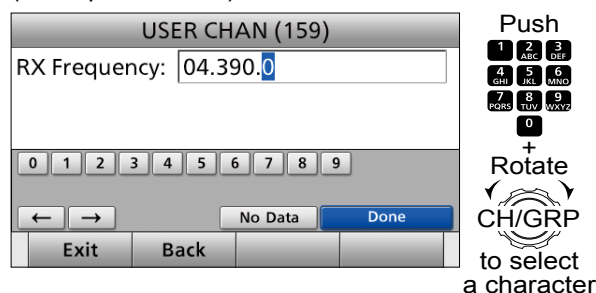 USER CHAN (159)
RX Frequency: 04.390.0
0 1 2 3 4 5 6 7 8 9
← → No Data Done
Exit Back
Push
1 2 ABC 3 DEF
4 GHI 5 JKL 6 MNO
7 PQRS 8 TUV 9 WXYZ
0
+
Rotate
CH/GRP
to select
a character